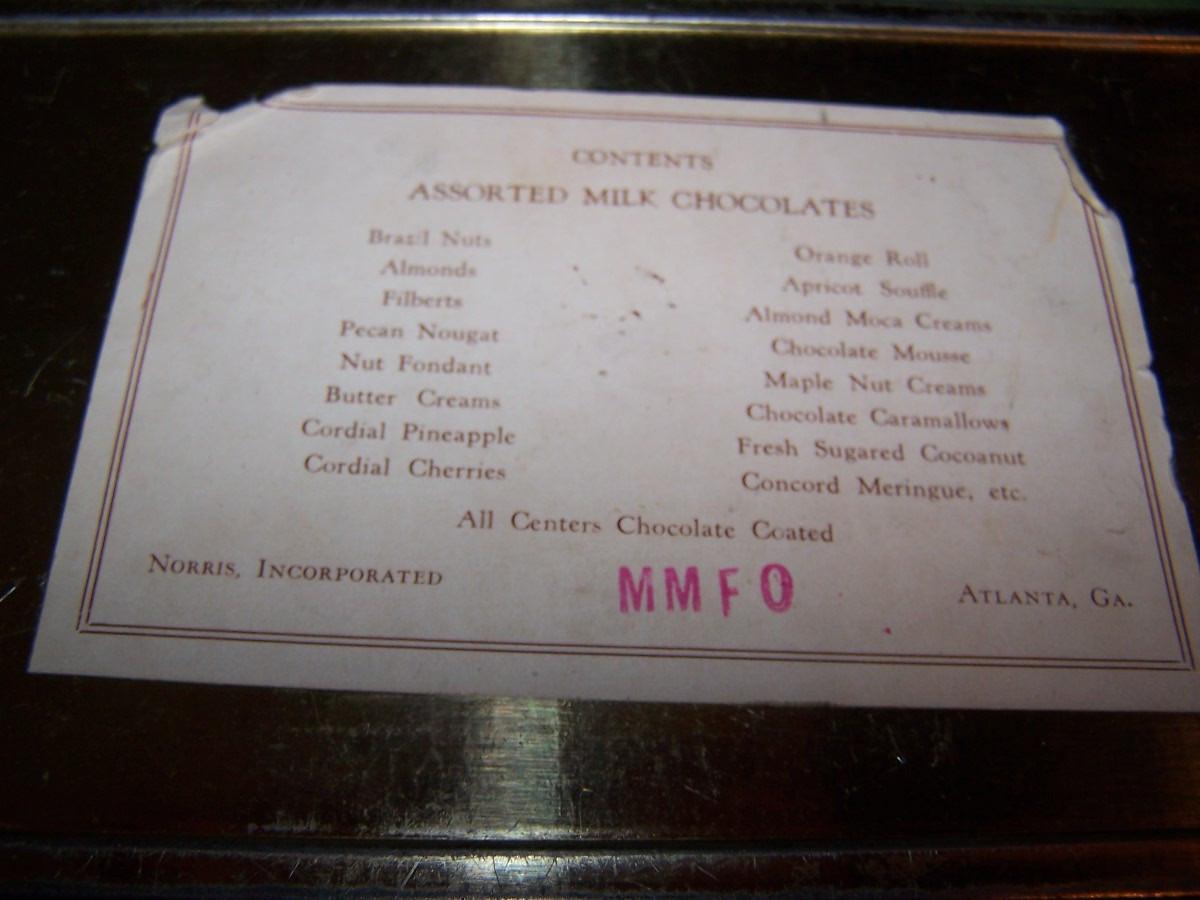 CONTENTS
ASSORTED MILK CHOCOLATES
Brazil Nuts
Almonds
Filberts
Pecan Nougat
Nut Fondant
Butter Creams
Cordial Pineapple
Cordial Cherries
Orange Roll
Apricot Souffle
Almond Moca Creams
Chocolate Mousse
Maple Nut Creams
Chocolate Caramallows
Fresh Sugared Cocoanut
Concord Meringue, etc.
All Centers Chocolate Coated
NORRIS, INCORPORATED
MMFO
ATLANTA, GA.